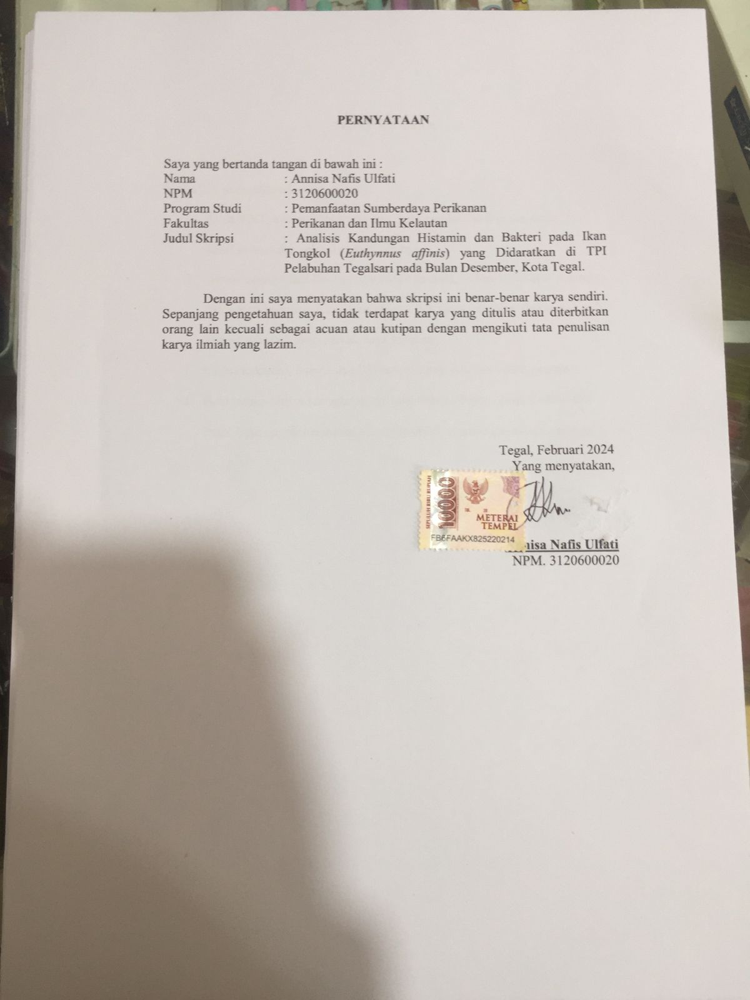 PERNYATAAN
Saya yang bertanda tangan di bawah ini :
Nama : Annisa Nafis Ulfati
NPM : 3120600020
Program Studi : Pemanfaatan Sumberdaya Perikanan
Fakultas : Perikanan dan Ilmu Kelautan
Judul Skripsi : Analisis Kandungan Histamin dan Bakteri pada Ikan
Tongkol (Euthynnus affinis) yang Didaratkan di TPI
Pelabuhan Tegalsari pada Bulan Desember, Kota Tegal.
Dengan ini saya menyatakan bahwa skripsi ini benar-benar karya sendiri.
Sepanjang pengetahuan saya, tidak terdapat karya yang ditulis atau diterbitkan
orang lain kecuali sebagai acuan atau kutipan dengan mengikuti tata penulisan
karya ilmiah yang lazim.
Tegal, Februari 2024
Yang menyatakan,
SEPULUH RIBU RUPIAH
10000
METERAI
TEMPEL
FB6FAAKX825220214
Nafis Ulfati
NPM. 3120600020